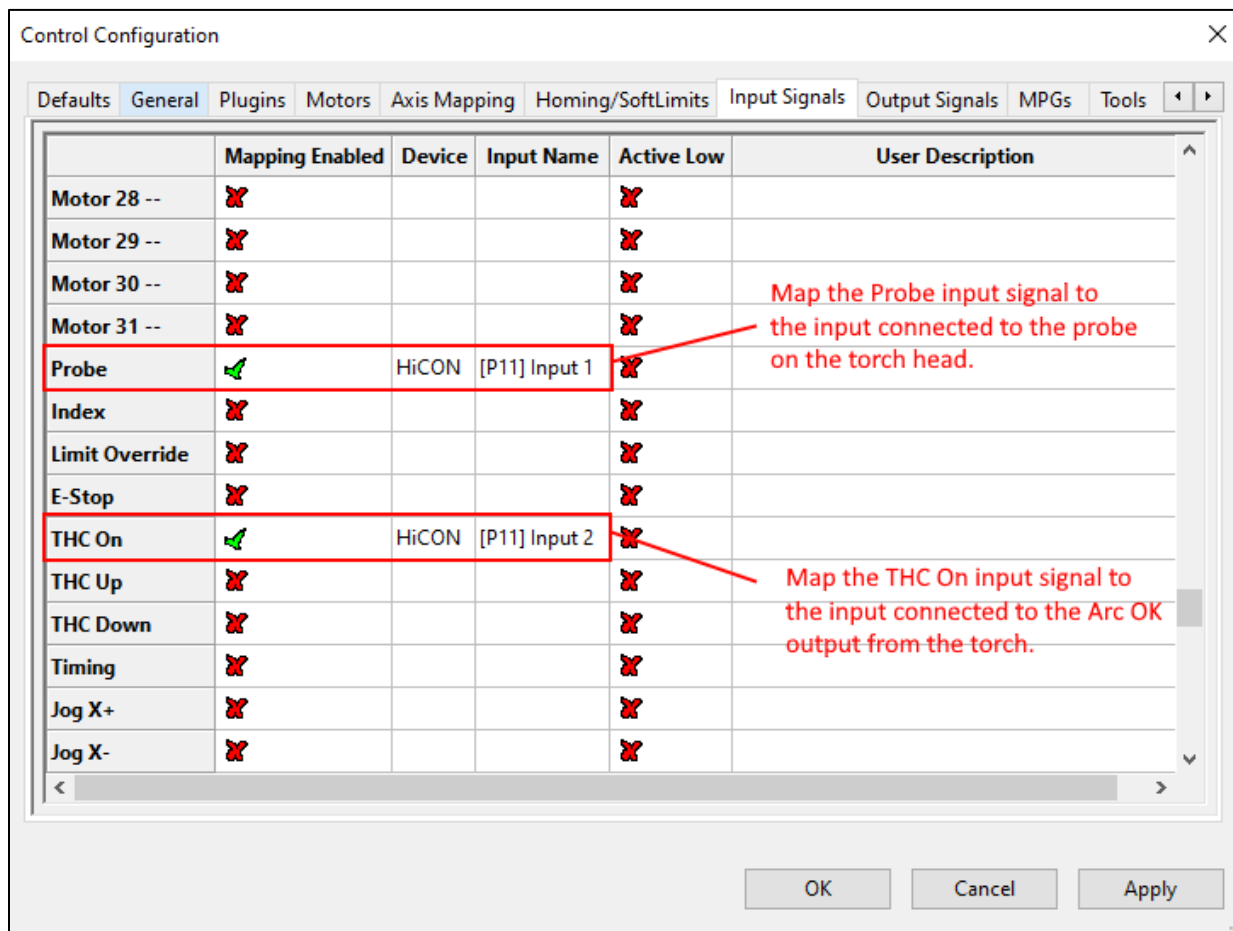 Control Configuration
Defaults General Plugins Motors Axis Mapping Homing/SoftLimits Input Signals Output Signals MPGs Tools
Mapping Enabled Device Input Name Active Low User Description
Motor 28 --
Motor 29 --
Motor 30 --
Motor 31 --
Probe HiCON [P11] Input 1
Index
Limit Override
E-Stop
THC On HiCON [P11] Input 2
THC Up
THC Down
Timing
Jog X+
Jog X-
Map the Probe input signal to
the input connected to the probe
on the torch head.
Map the THC On input signal to
the input connected to the Arc OK
output from the torch.
OK Cancel Apply